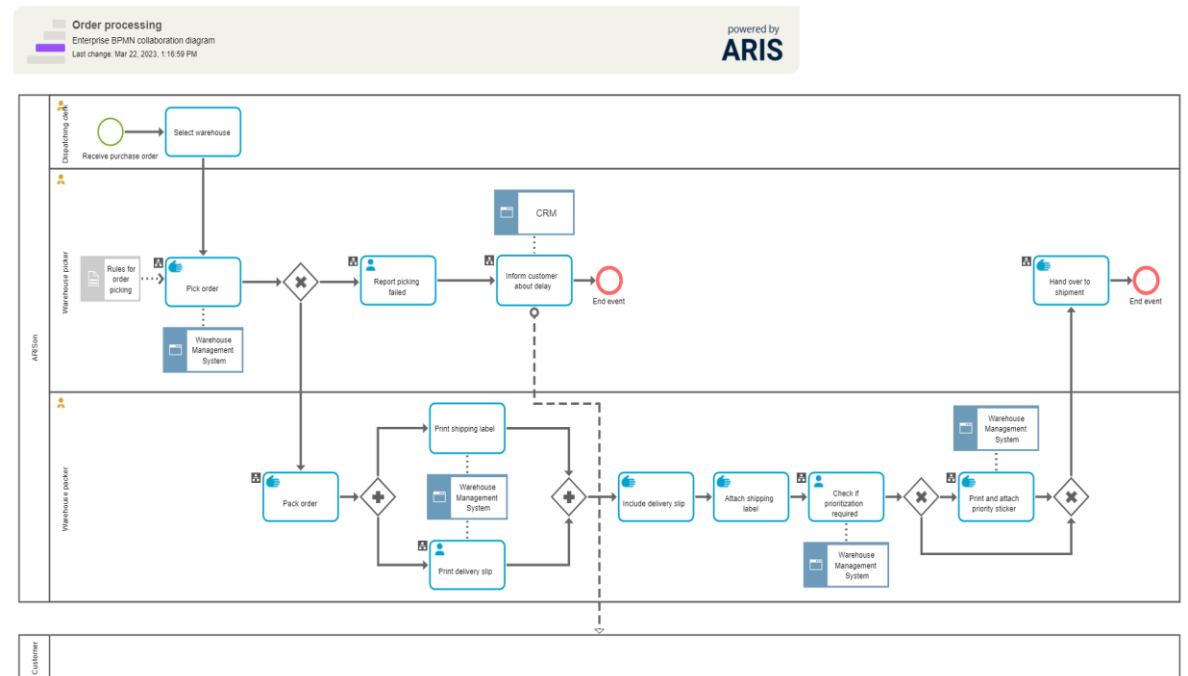 Order processing
Enterprise BPMN collaboration diagram
Last change: Mar 22, 2023, 1:16:59 PM
powered by
ARIS
ARISon
Dispatching clerk
Receive purchase order
Select warehouse
Warehouse picker
Rules for
order
picking
Pick order
Warehouse
Management
System
Report picking
failed
CRM
Inform customer
about delay
End event
Hand over to
shipment
End event
Warehouse packer
Pack order
Print shipping label
Warehouse
Management
System
Print delivery slip
Include delivery slip
Attach shipping
label
Check if
prioritization
required
Warehouse
Management
System
Warehouse
Management
System
Print and attach
priority sticker
Customer